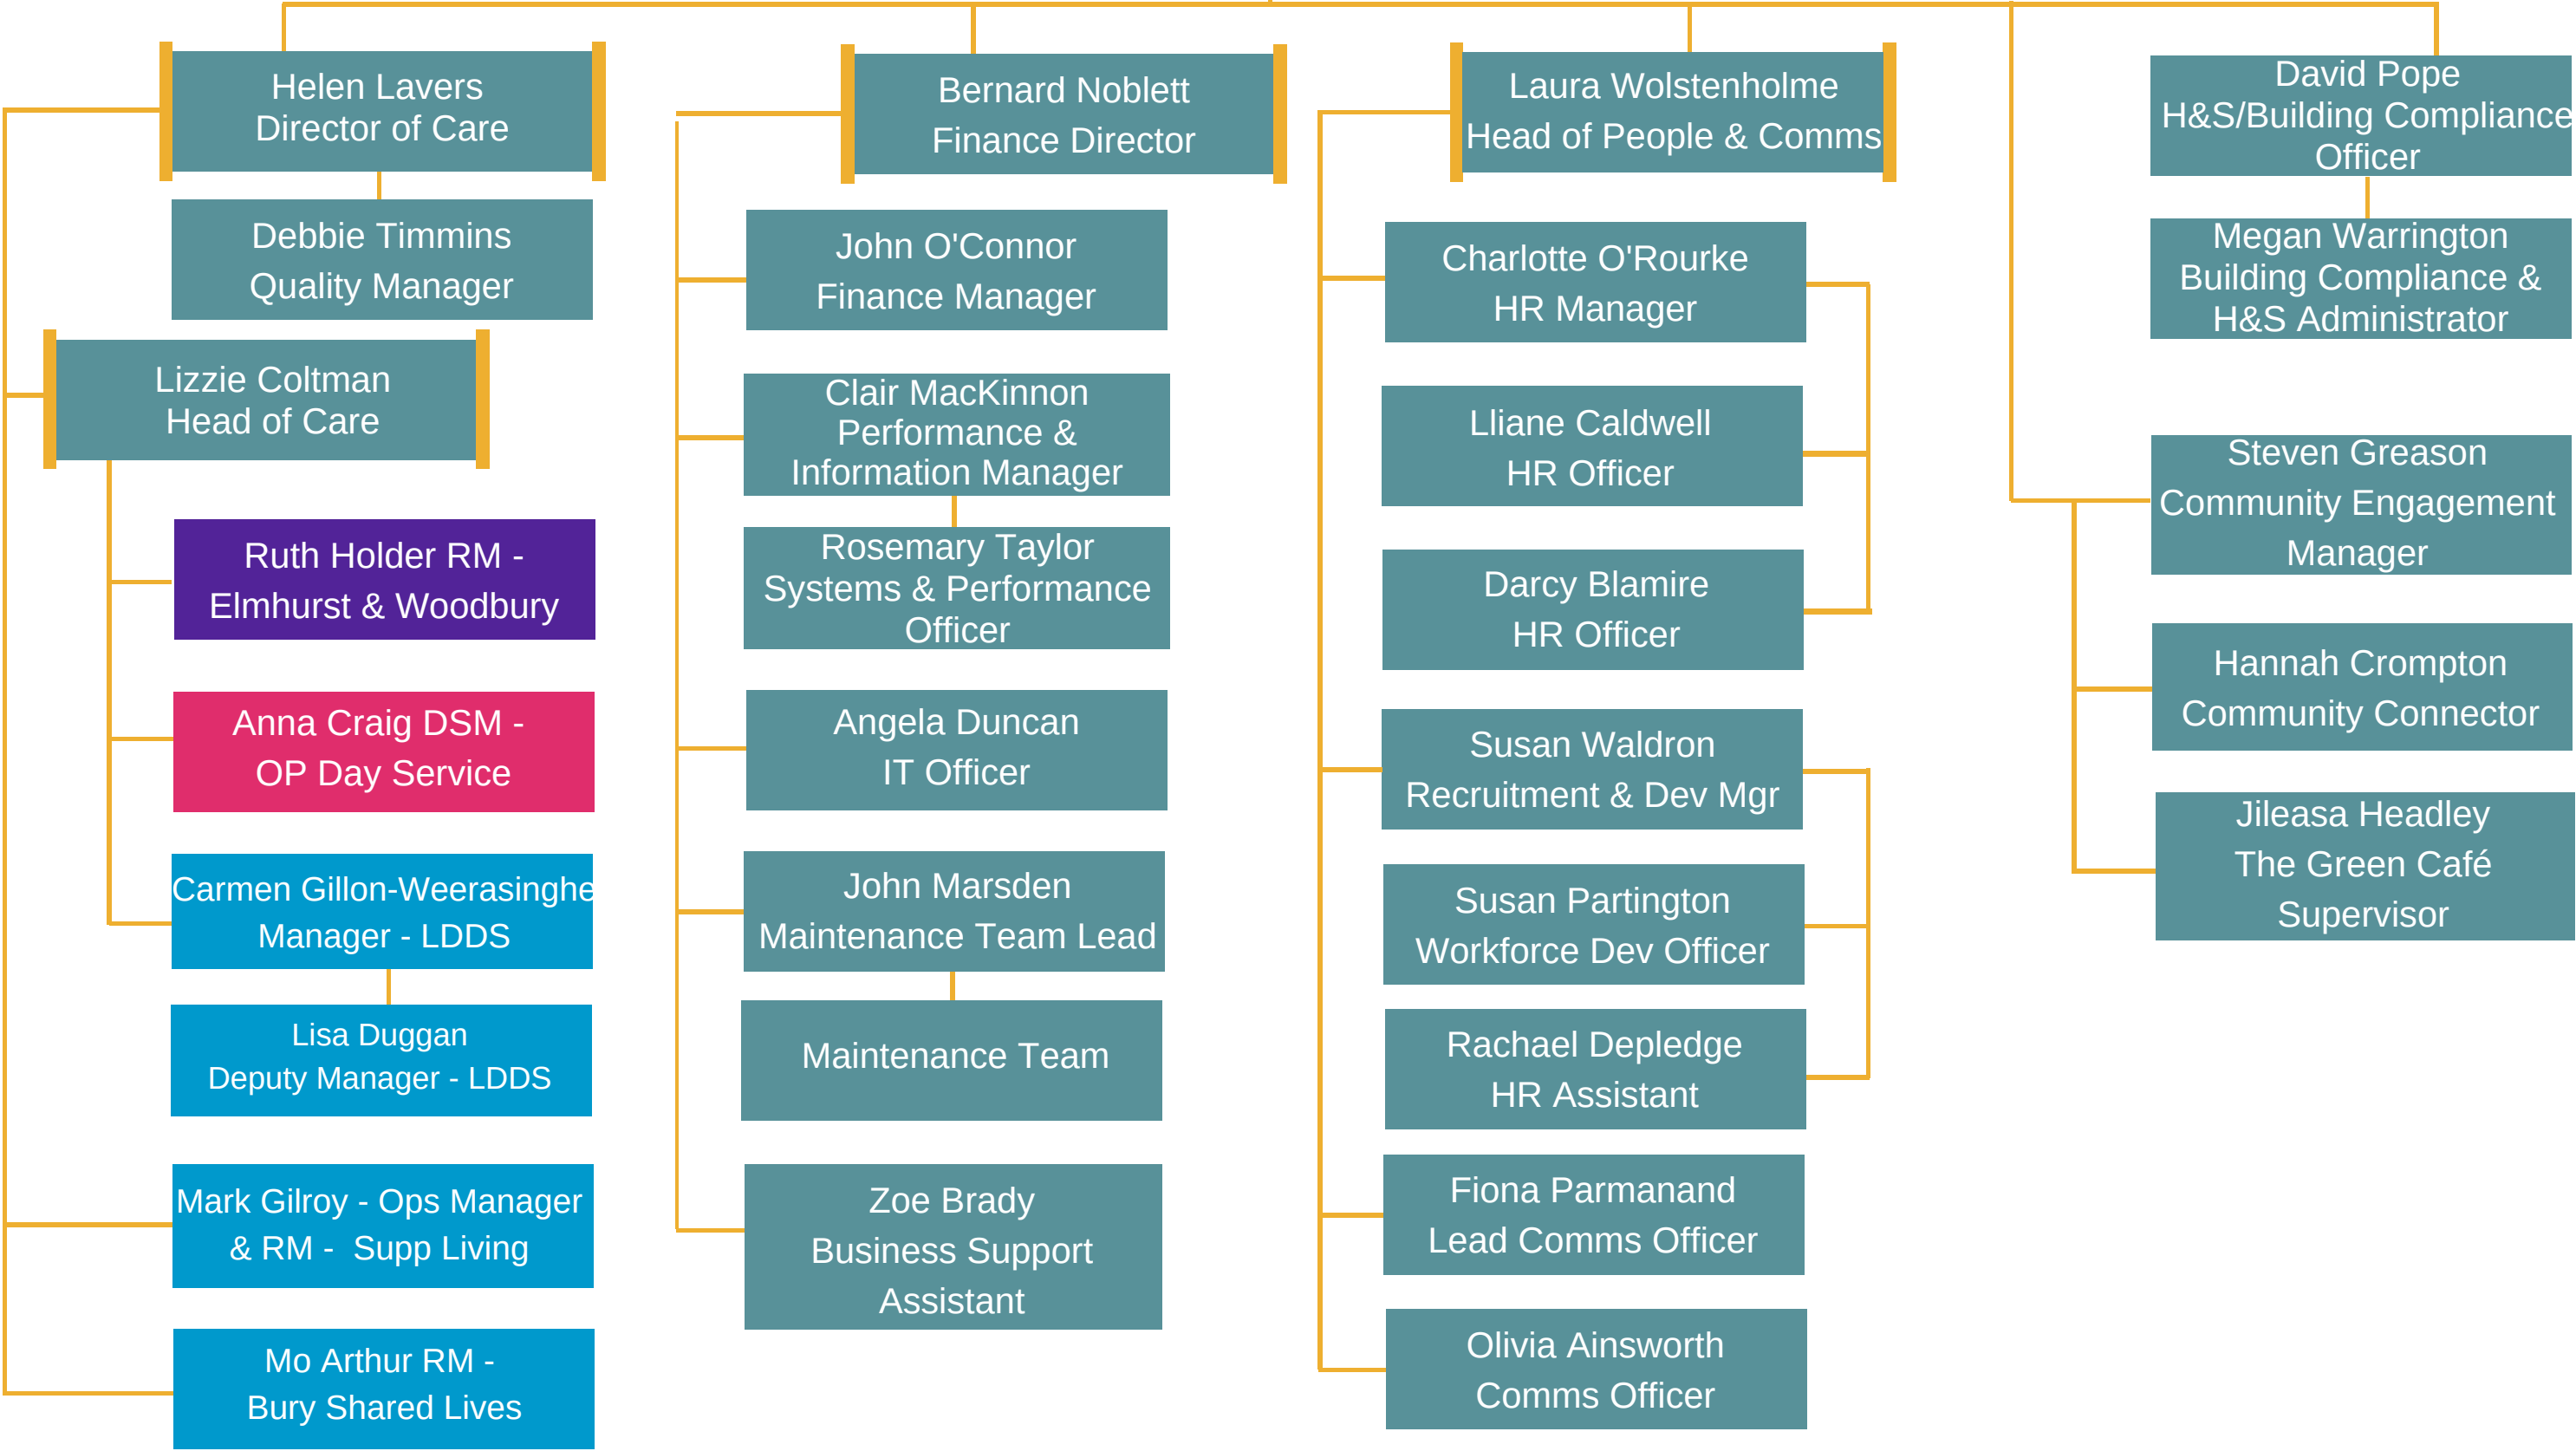 Helen Lavers
Director of Care
Debbie Timmins
Quality Manager
Lizzie Coltman
Head of Care
Ruth Holder RM -
Elmhurst & Woodbury
Anna Craig DSM -
OP Day Service
Carmen Gillon-Weerasinghe
Manager - LDDS
Lisa Duggan
Deputy Manager - LDDS
Mark Gilroy - Ops Manager
& RM - Supp Living
Mo Arthur RM -
Bury Shared Lives
Bernard Noblett
Finance Director
John O'Connor
Finance Manager
Clair MacKinnon
Performance &
Information Manager
Rosemary Taylor
Systems & Performance
Officer
Angela Duncan
IT Officer
John Marsden
Maintenance Team Lead
Maintenance Team
Zoe Brady
Business Support
Assistant
Laura Wolstenholme
Head of People & Comms
Charlotte O'Rourke
HR Manager
Lliane Caldwell
HR Officer
Darcy Blamire
HR Officer
Susan Waldron
Recruitment & Dev Mgr
Susan Partington
Workforce Dev Officer
Rachael Depledge
HR Assistant
Fiona Parmanand
Lead Comms Officer
Olivia Ainsworth
Comms Officer
David Pope
H&S/Building Compliance
Officer
Megan Warrington
Building Compliance &
H&S Administrator
Steven Greason
Community Engagement
Manager
Hannah Crompton
Community Connector
Jileasa Headley
The Green Café
Supervisor